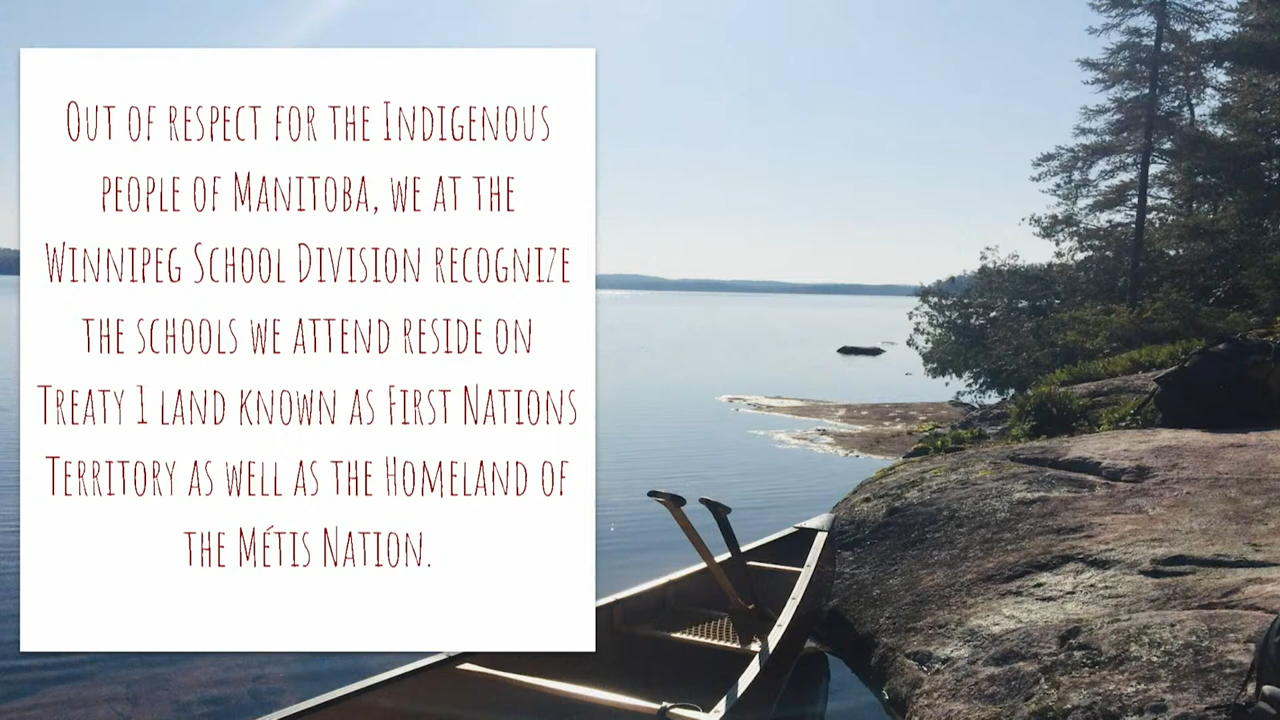 Out of respect for the Indigenous
people of Manitoba, we at the
Winnipeg School Division recognize
the schools we attend reside on
Treaty 1 land known as First Nations
Territory as well as the Homeland of
the Métis Nation.